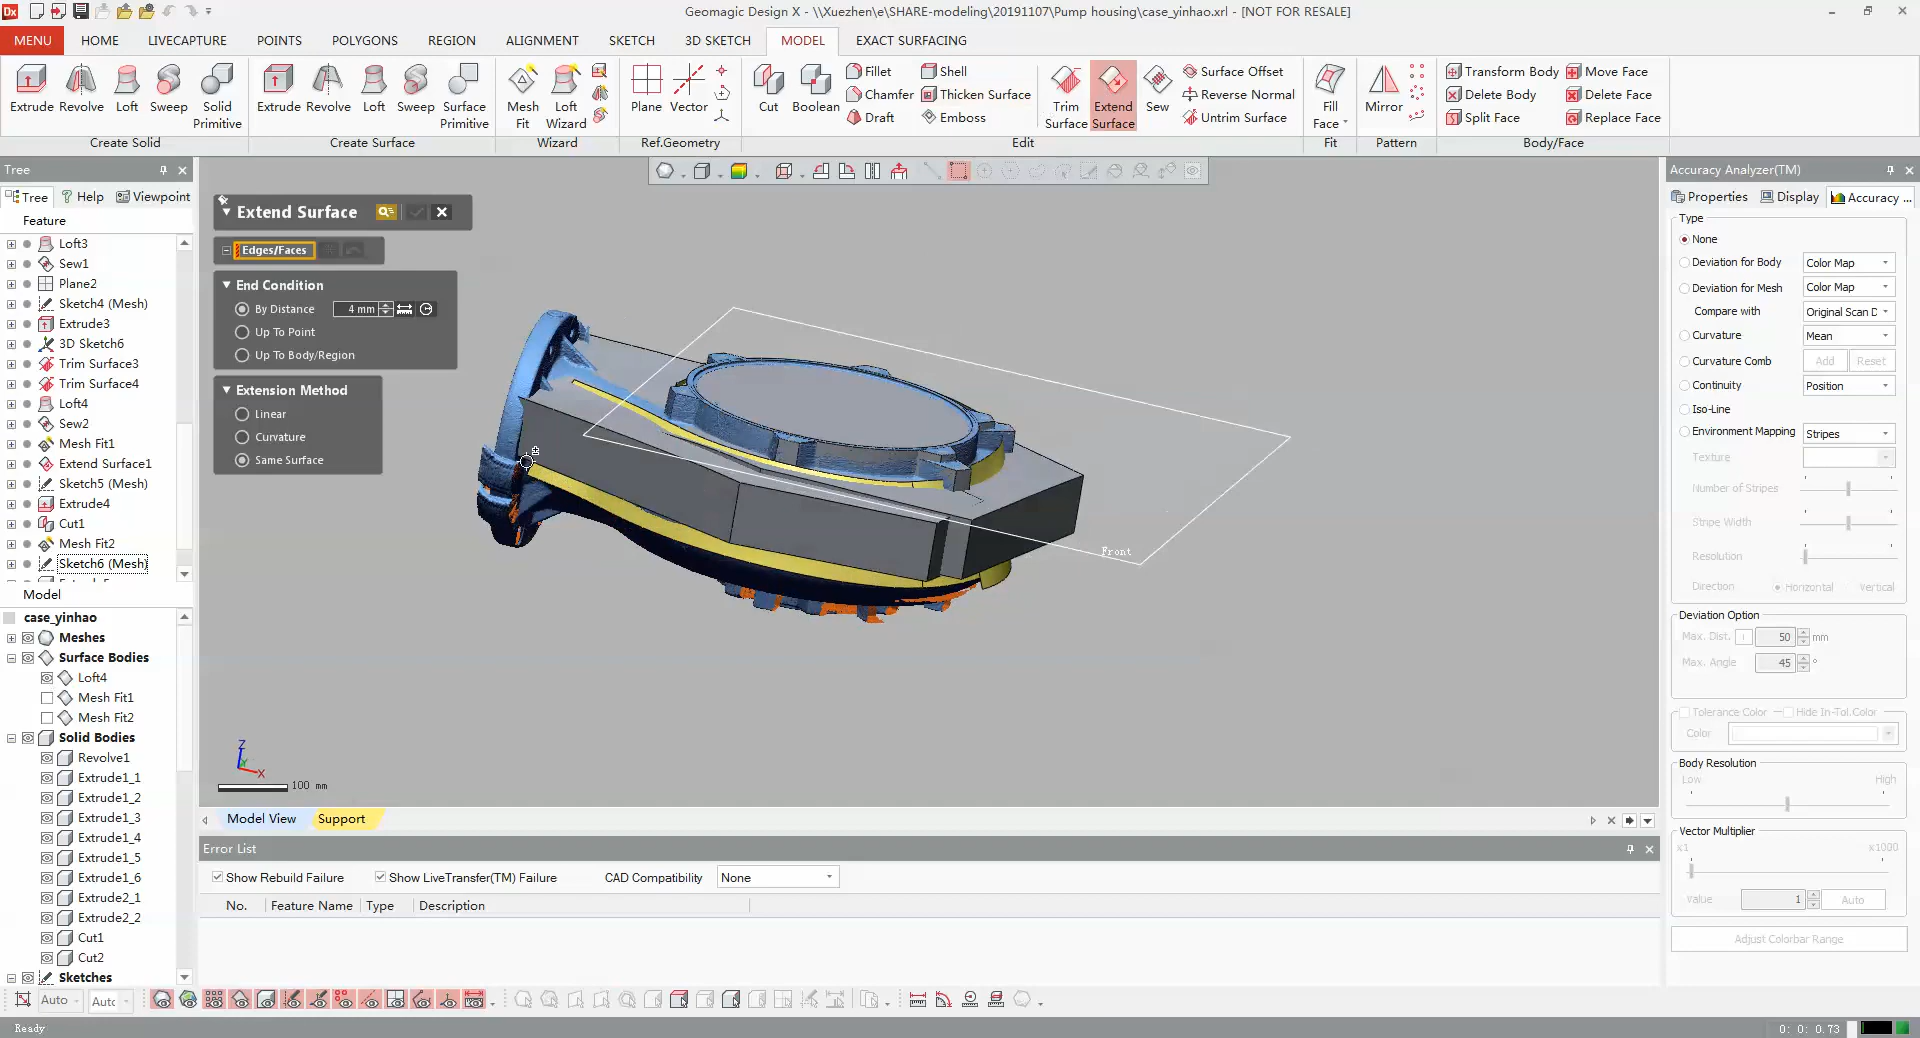 Dx
Geomagic Design X - \\Xuezhen\e\SHARE-modeling\20191107\Pump housing\case_yinhao.xrl - [NOT FOR RESALE]
MENU HOME LIVECAPTURE POINTS POLYGONS REGION ALIGNMENT SKETCH 3D SKETCH MODEL EXACT SURFACING
Extrude Revolve Loft Sweep Solid Primitive
Create Solid
Extrude Revolve Loft Sweep Surface Primitive
Create Surface
Mesh Fit Loft Wizard
Wizard
Plane Vector
Ref.Geometry
Cut Boolean
Fillet Shell
Chamfer Thicken Surface
Draft Emboss
Trim Surface Extend Surface Sew
Surface Offset
Reverse Normal
Untrim Surface
Edit
Fill Face
Fit
Mirror
Pattern
Transform Body Move Face
Delete Body Delete Face
Split Face Replace Face
Body/Face
Tree
Tree Help Viewpoint
Feature
Loft3
Sew1
Plane2
Sketch4 (Mesh)
Extrude3
3D Sketch6
Trim Surface3
Trim Surface4
Loft4
Sew2
Mesh Fit1
Extend Surface1
Sketch5 (Mesh)
Extrude4
Cut1
Mesh Fit2
Sketch6 (Mesh)
Model
case_yinhao
Meshes
Surface Bodies
Loft4
Mesh Fit1
Mesh Fit2
Solid Bodies
Revolve1
Extrude1_1
Extrude1_2
Extrude1_3
Extrude1_4
Extrude1_5
Extrude1_6
Extrude2_1
Extrude2_2
Cut1
Cut2
Sketches
Extend Surface
Edges/Faces
End Condition
By Distance 4 mm
Up To Point
Up To Body/Region
Extension Method
Linear
Curvature
Same Surface
Front
Z
Y
X
100 mm
Model View Support
Error List
Show Rebuild Failure Show LiveTransfer(TM) Failure CAD Compatibility None
No. Feature Name Type Description
Accuracy Analyzer(TM)
Properties Display Accuracy ...
Type
None
Deviation for Body Color Map
Deviation for Mesh Color Map
Compare with Original Scan D
Curvature Mean
Curvature Comb Add Reset
Continuity Position
Iso-Line
Environment Mapping Stripes
Texture
Number of Stripes
Stripe Width
Resolution
Direction Horizontal Vertical
Deviation Option
Max. Dist. 50 mm
Max. Angle 45 °
Tolerance Color Hide In-Tol.Color
Color
Body Resolution
Low High
Vector Multiplier
x1 x1000
Value 1 Auto
Adjust Colorbar Range
Auto Autc
Ready
0: 0: 0.73